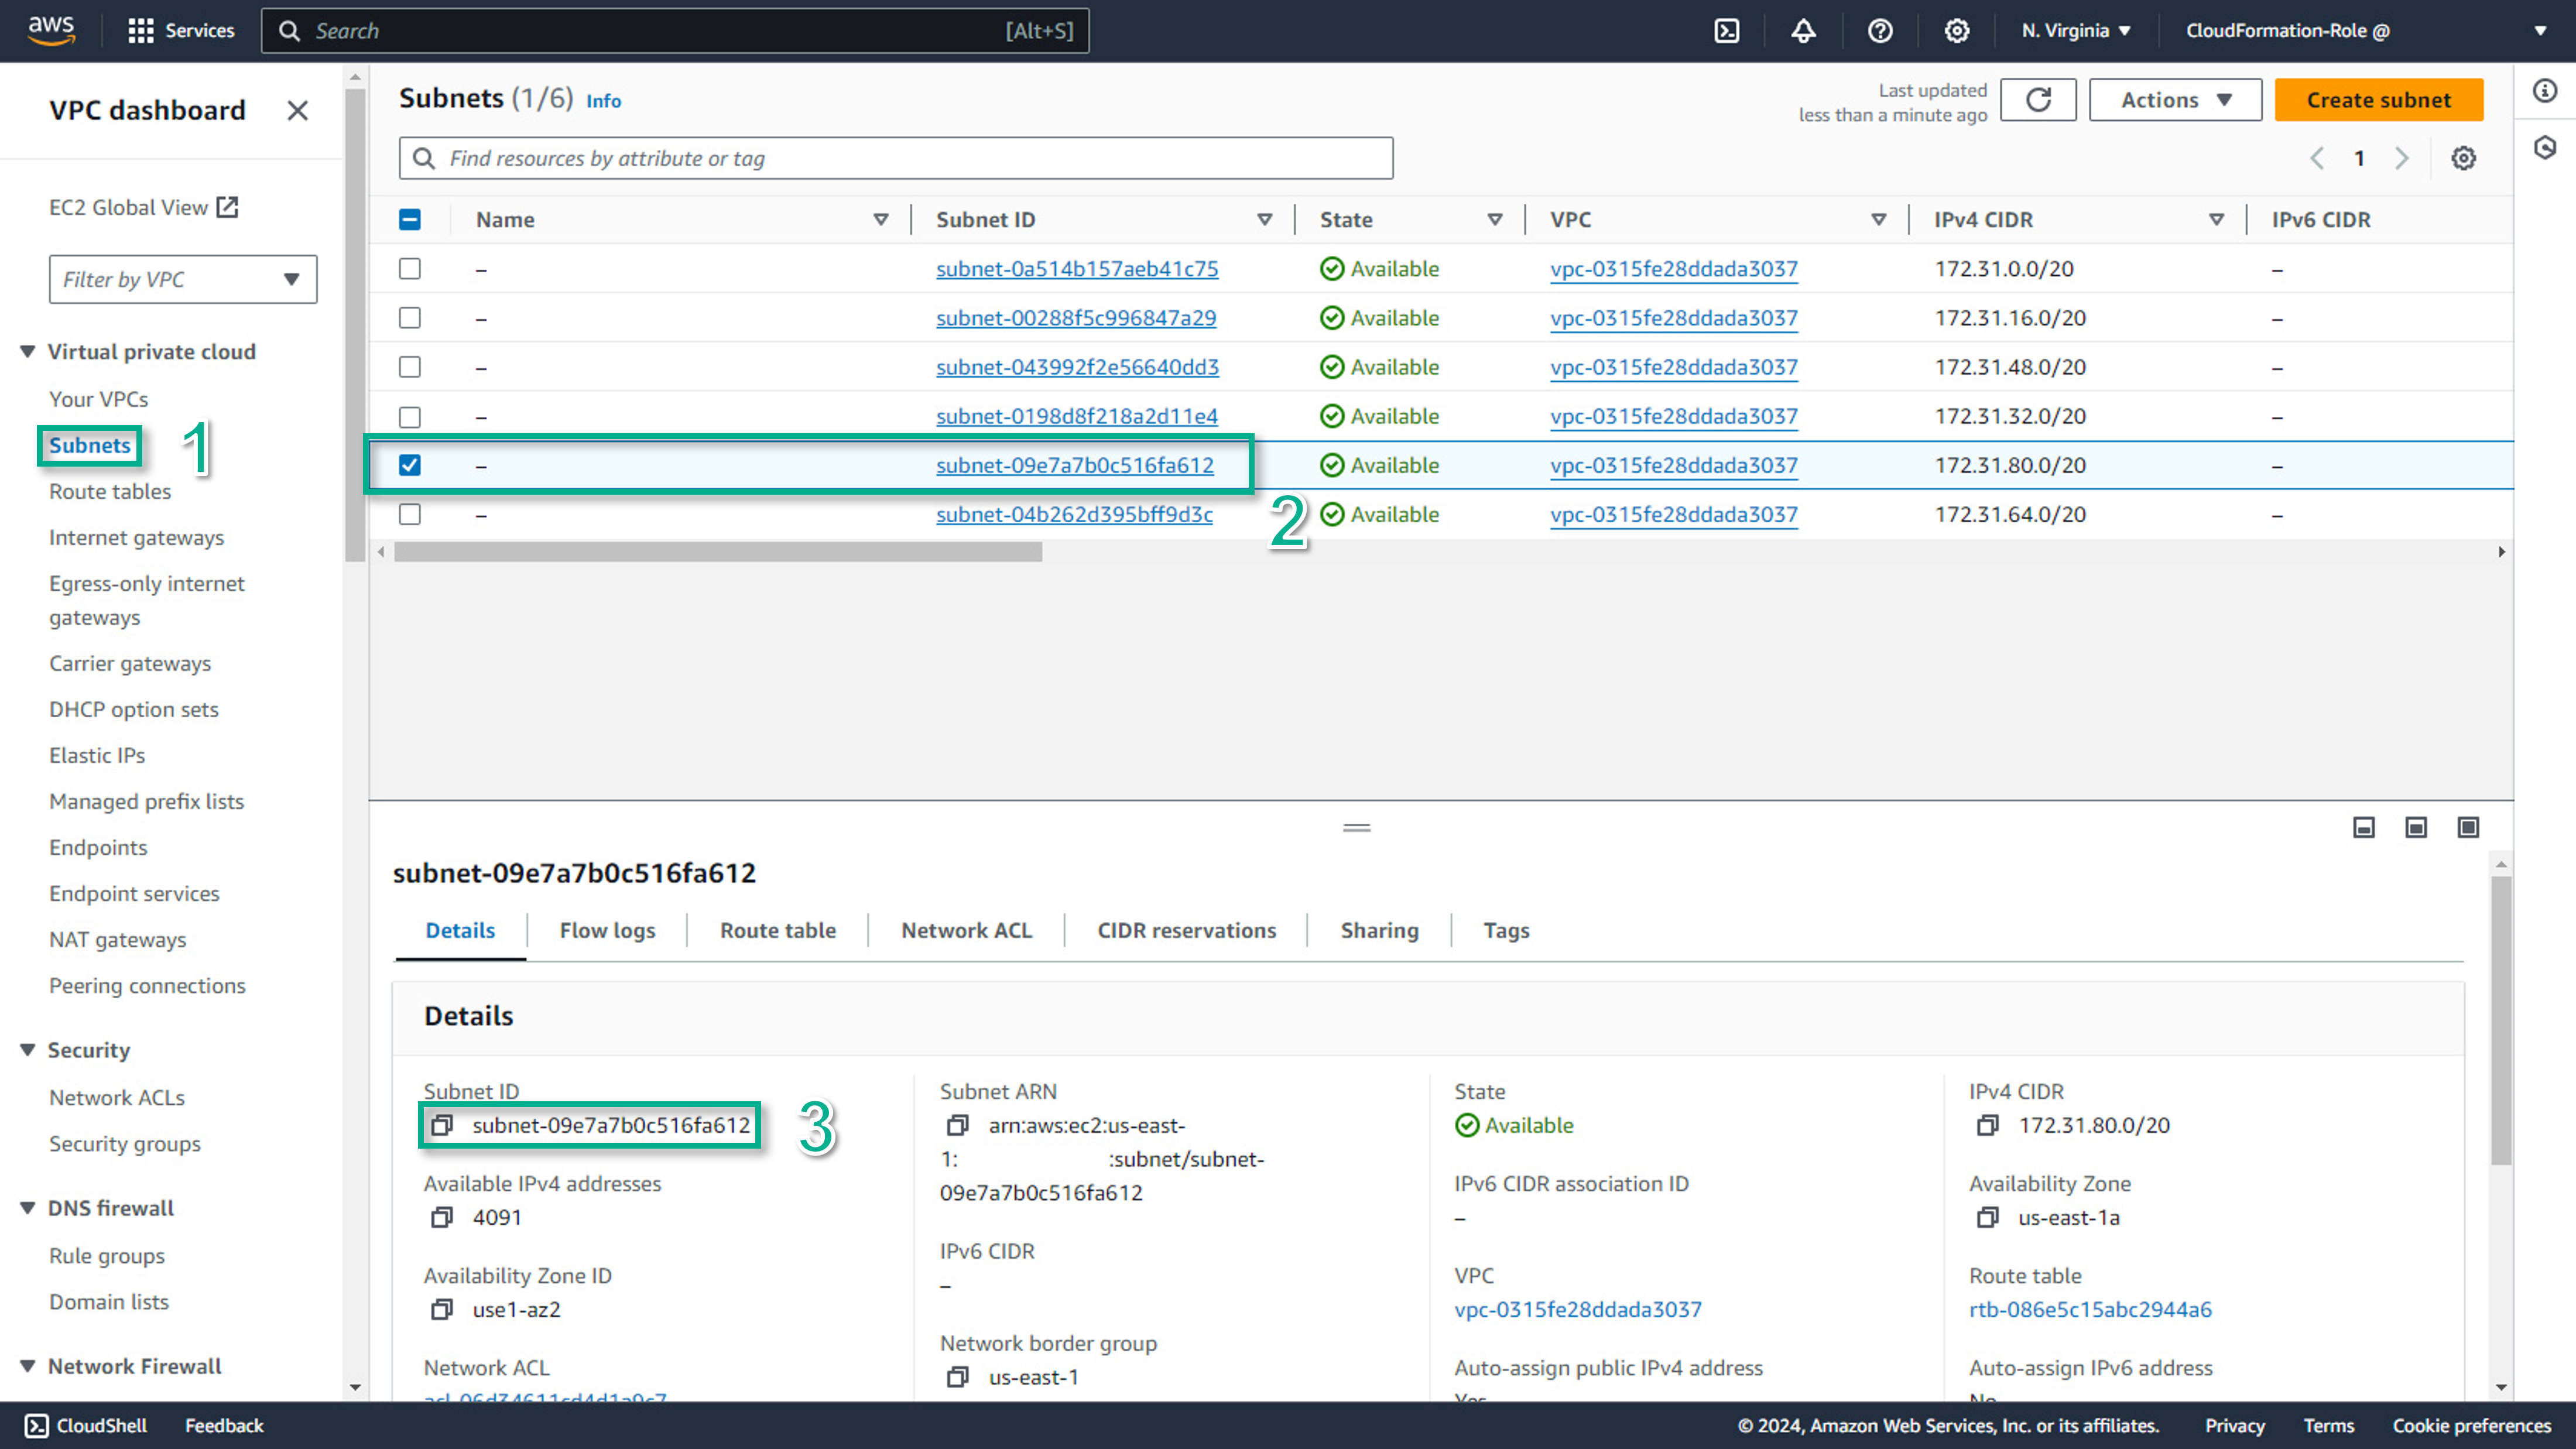 aws
Services
Search
[Alt+S]
N. Virginia
CloudFormation-Role @
VPC dashboard
EC2 Global View
Filter by VPC
Virtual private cloud
Your VPCs
Subnets
1
Route tables
Internet gateways
Egress-only internet
gateways
Carrier gateways
DHCP option sets
Elastic IPs
Managed prefix lists
Endpoints
Endpoint services
NAT gateways
Peering connections
Security
Network ACLs
Security groups
DNS firewall
Rule groups
Domain lists
Network Firewall
Subnets (1/6) Info
Last updated
less than a minute ago
Actions
Create subnet
Find resources by attribute or tag
1
Name Subnet ID State VPC IPv4 CIDR IPv6 CIDR
– subnet-0a514b157aeb41c75 Available vpc-0315fe28ddada3037 172.31.0.0/20 –
– subnet-00288f5c996847a29 Available vpc-0315fe28ddada3037 172.31.16.0/20 –
– subnet-043992f2e56640dd3 Available vpc-0315fe28ddada3037 172.31.48.0/20 –
– subnet-0198d8f218a2d11e4 Available vpc-0315fe28ddada3037 172.31.32.0/20 –
– subnet-09e7a7b0c516fa612 Available vpc-0315fe28ddada3037 172.31.80.0/20 –
2
– subnet-04b262d395bff9d3c Available vpc-0315fe28ddada3037 172.31.64.0/20 –
subnet-09e7a7b0c516fa612
Details Flow logs Route table Network ACL CIDR reservations Sharing Tags
Details
Subnet ID
subnet-09e7a7b0c516fa612
3
Available IPv4 addresses
4091
Availability Zone ID
use1-az2
Network ACL
acl-06d34611cd4d1a9c7
Subnet ARN
arn:aws:ec2:us-east-
1: :subnet/subnet-
09e7a7b0c516fa612
IPv6 CIDR
–
Network border group
us-east-1
State
Available
IPv6 CIDR association ID
–
VPC
vpc-0315fe28ddada3037
Auto-assign public IPv4 address
Yes
IPv4 CIDR
172.31.80.0/20
Availability Zone
us-east-1a
Route table
rtb-086e5c15abc2944a6
Auto-assign IPv6 address
No
CloudShell Feedback
© 2024, Amazon Web Services, Inc. or its affiliates. Privacy Terms Cookie preferences